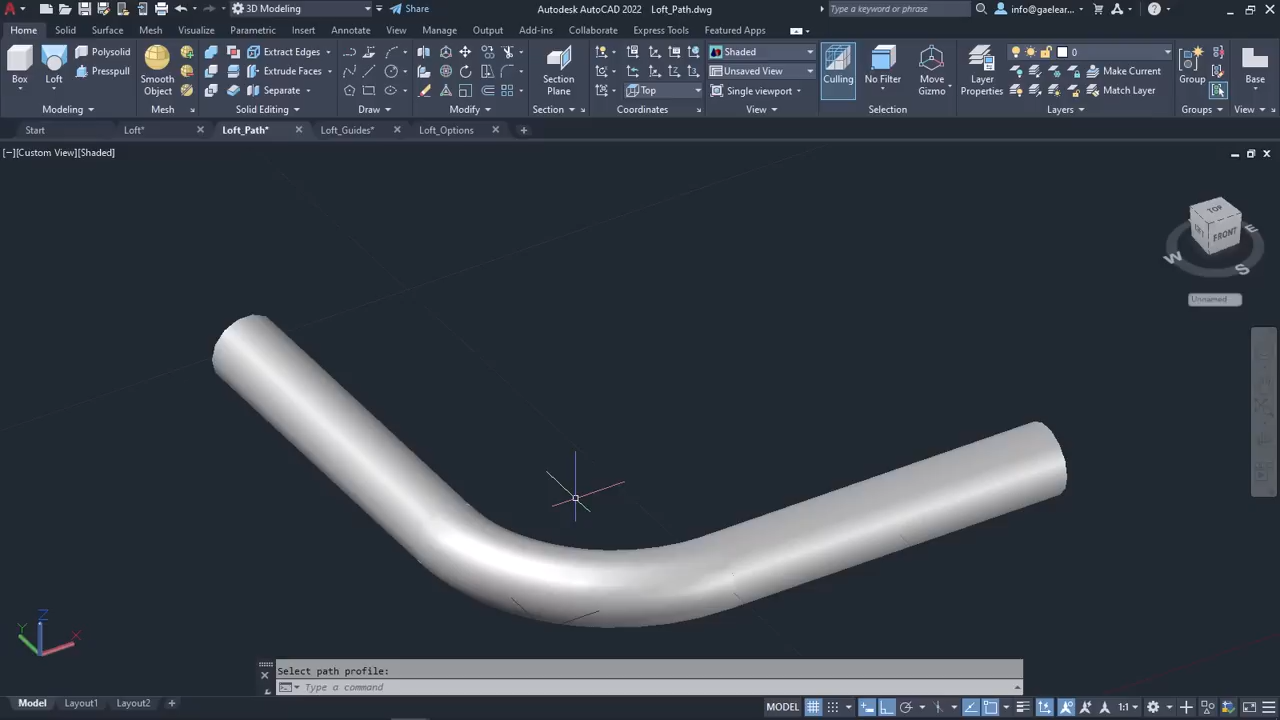 3D Modeling Share Autodesk AutoCAD 2022 Loft_Path.dwg Type a keyword or phrase info@gaelear...
Home Solid Surface Mesh Visualize Parametric Insert Annotate View Manage Output Add-ins Collaborate Express Tools Featured Apps
Box
Loft
Polysolid
Presspull
Smooth
Object
Extract Edges
Extrude Faces
Separate
Section
Plane
Shaded
Unsaved View
Top
Single viewport
Culling
No Filter
Move
Gizmo
Layer
Properties
0
Make Current
Match Layer
Group
Base
Modeling Mesh Solid Editing Draw Modify Section Coordinates View Selection Layers Groups View
Start Loft* Loft_Path* Loft_Guides* Loft_Options
[−][Custom View][Shaded]
TOP
FRONT
W
S
E
Unnamed
Z
Y
X
Select path profile:
Type a command
Model Layout1 Layout2 MODEL 1:1